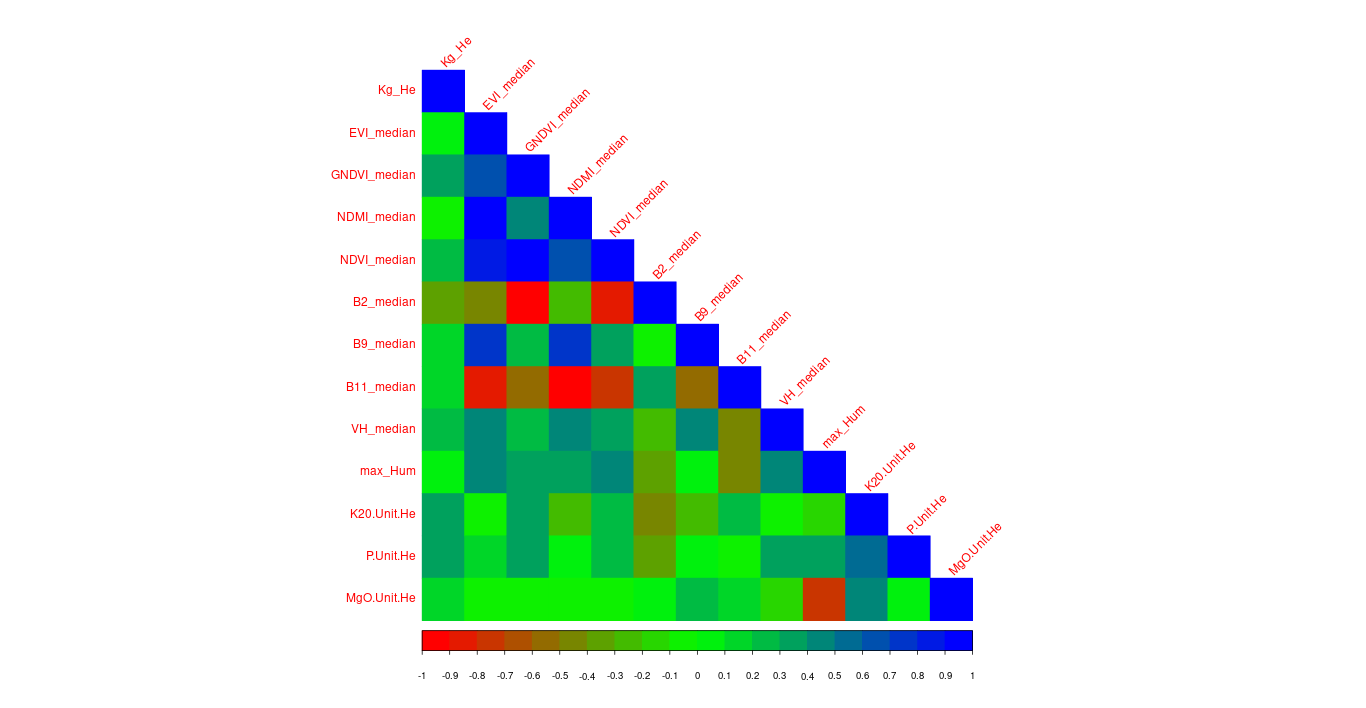 Kg_He
EVI_median
GNDVI_median
NDMI_median
NDVI_median
B2_median
B9_median
B11_median
VH_median
max_Hum
K20.Unit.He
P.Unit.He
MgO.Unit.He
Kg_He
EVI_median
GNDVI_median
NDMI_median
NDVI_median
B2_median
B9_median
B11_median
VH_median
max_Hum
K20.Unit.He
P.Unit.He
MgO.Unit.He
-1 -0.9 -0.8 -0.7 -0.6 -0.5 -0.4 -0.3 -0.2 -0.1 0 0.1 0.2 0.3 0.4 0.5 0.6 0.7 0.8 0.9 1